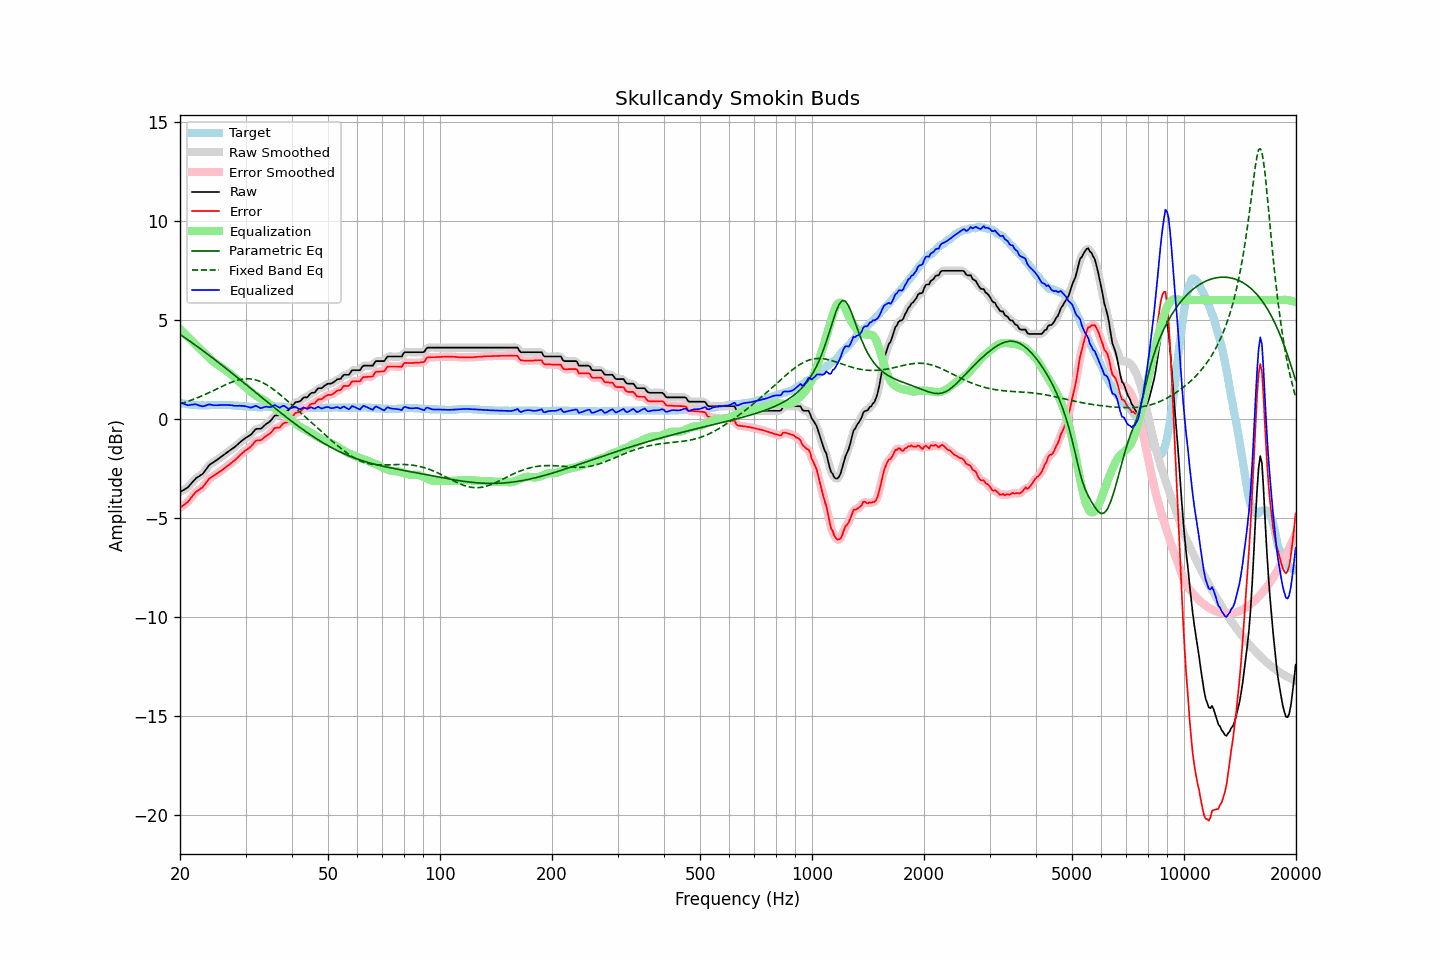 Skullcandy Smokin Buds
Target
Raw Smoothed
Error Smoothed
Raw
Error
Equalization
Parametric Eq
Fixed Band Eq
Equalized
15
10
5
0
−5
−10
−15
−20
Amplitude (dBr)
20 50 100 200 500 1000 2000 5000 10000 20000
Frequency (Hz)